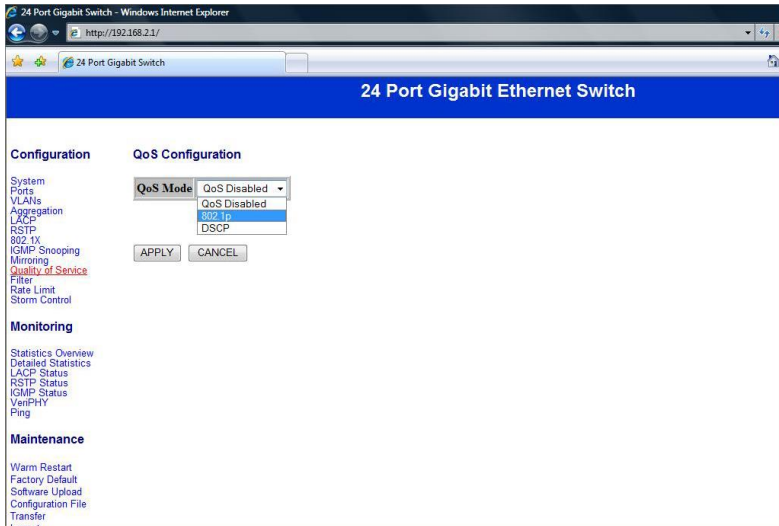 24 Port Gigabit Switch - Windows Internet Explorer
http://192.168.2.1/
24 Port Gigabit Switch
24 Port Gigabit Ethernet Switch
Configuration
System
Ports
VLANs
Aggregation
LACP
RSTP
802.1X
IGMP Snooping
Mirroring
Quality of Service
Filter
Rate Limit
Storm Control
Monitoring
Statistics Overview
Detailed Statistics
LACP Status
RSTP Status
IGMP Status
VeriPHY
Ping
Maintenance
Warm Restart
Factory Default
Software Upload
Configuration File
Transfer
QoS Configuration
QoS Mode QoS Disabled
QoS Disabled
802.1p
DSCP
APPLY CANCEL